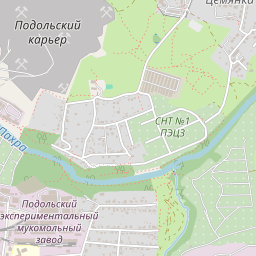 Цемянка
Подольский
карьер
СНТ №1
ПЭЦЗ
Пахра
Подольский
экспериментальный
мукомольный
завод